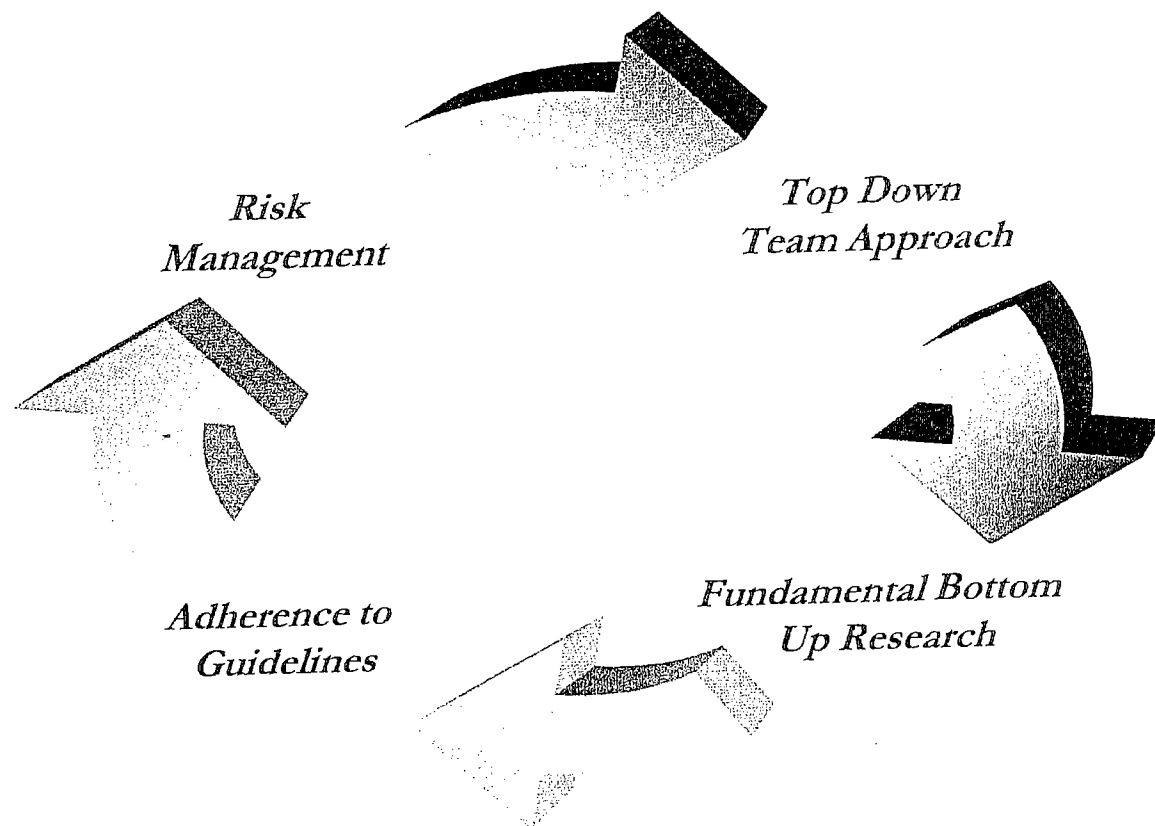 Risk
Management
Top Down
Team Approach
Adherence to
Guidelines
Fundamental Bottom
Up Research